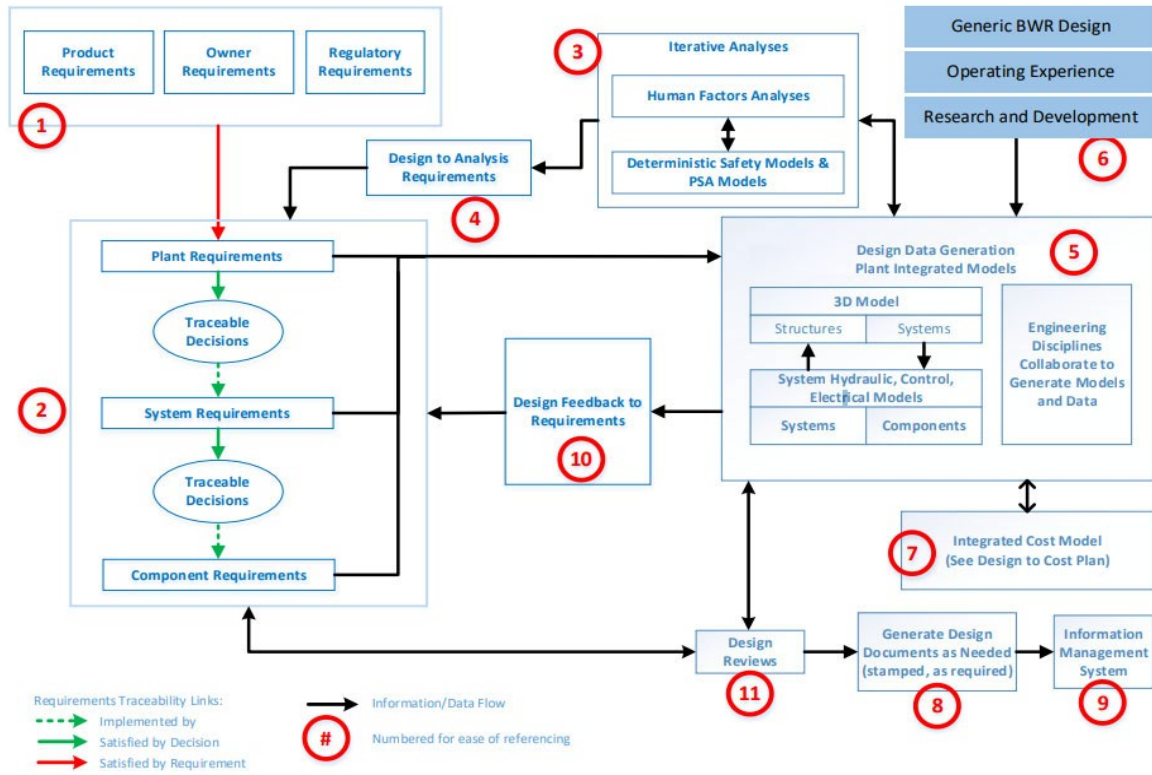 Product
Requirements
Owner
Requirements
Regulatory
Requirements
1
3
Iterative Analyses
Human Factors Analyses
Deterministic Safety Models &
PSA Models
Generic BWR Design
Operating Experience
Research and Development
6
Design to Analysis
Requirements
4
2
Plant Requirements
Traceable
Decisions
System Requirements
Traceable
Decisions
Component Requirements
5
Design Data Generation
Plant Integrated Models
3D Model
Structures
Systems
System Hydraulic, Control,
Electrical Models
Systems
Components
Engineering
Disciplines
Collaborate to
Generate Models
and Data
Design Feedback to
Requirements
10
7
Integrated Cost Model
(See Design to Cost Plan)
Design
Reviews
11
Generate Design
Documents as Needed
(stamped, as required)
8
Information
Management
System
9
Requirements Traceability Links:
Implemented by
Satisfied by Decision
Satisfied by Requirement
Information/Data Flow
#
Numbered for ease of referencing